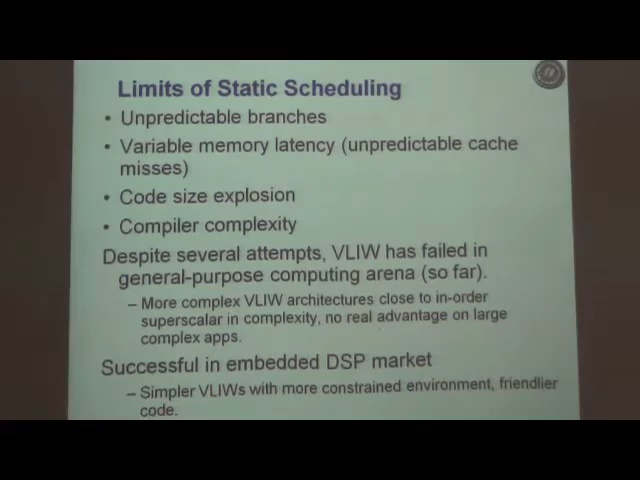 Limits of Static Scheduling
• Unpredictable branches
• Variable memory latency (unpredictable cache
misses)
• Code size explosion
• Compiler complexity
Despite several attempts, VLIW has failed in
general-purpose computing arena (so far).
– More complex VLIW architectures close to in-order
superscalar in complexity, no real advantage on large
complex apps.
Successful in embedded DSP market
– Simpler VLIWs with more constrained environment, friendlier
code.